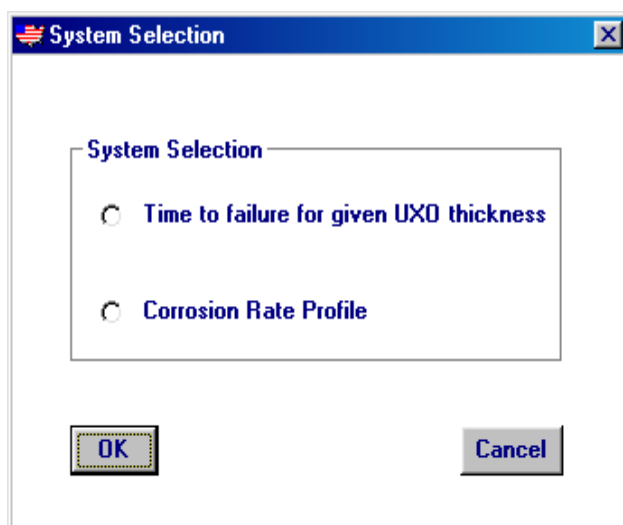 System Selection
System Selection
Time to failure for given UXO thickness
Corrosion Rate Profile
OK Cancel